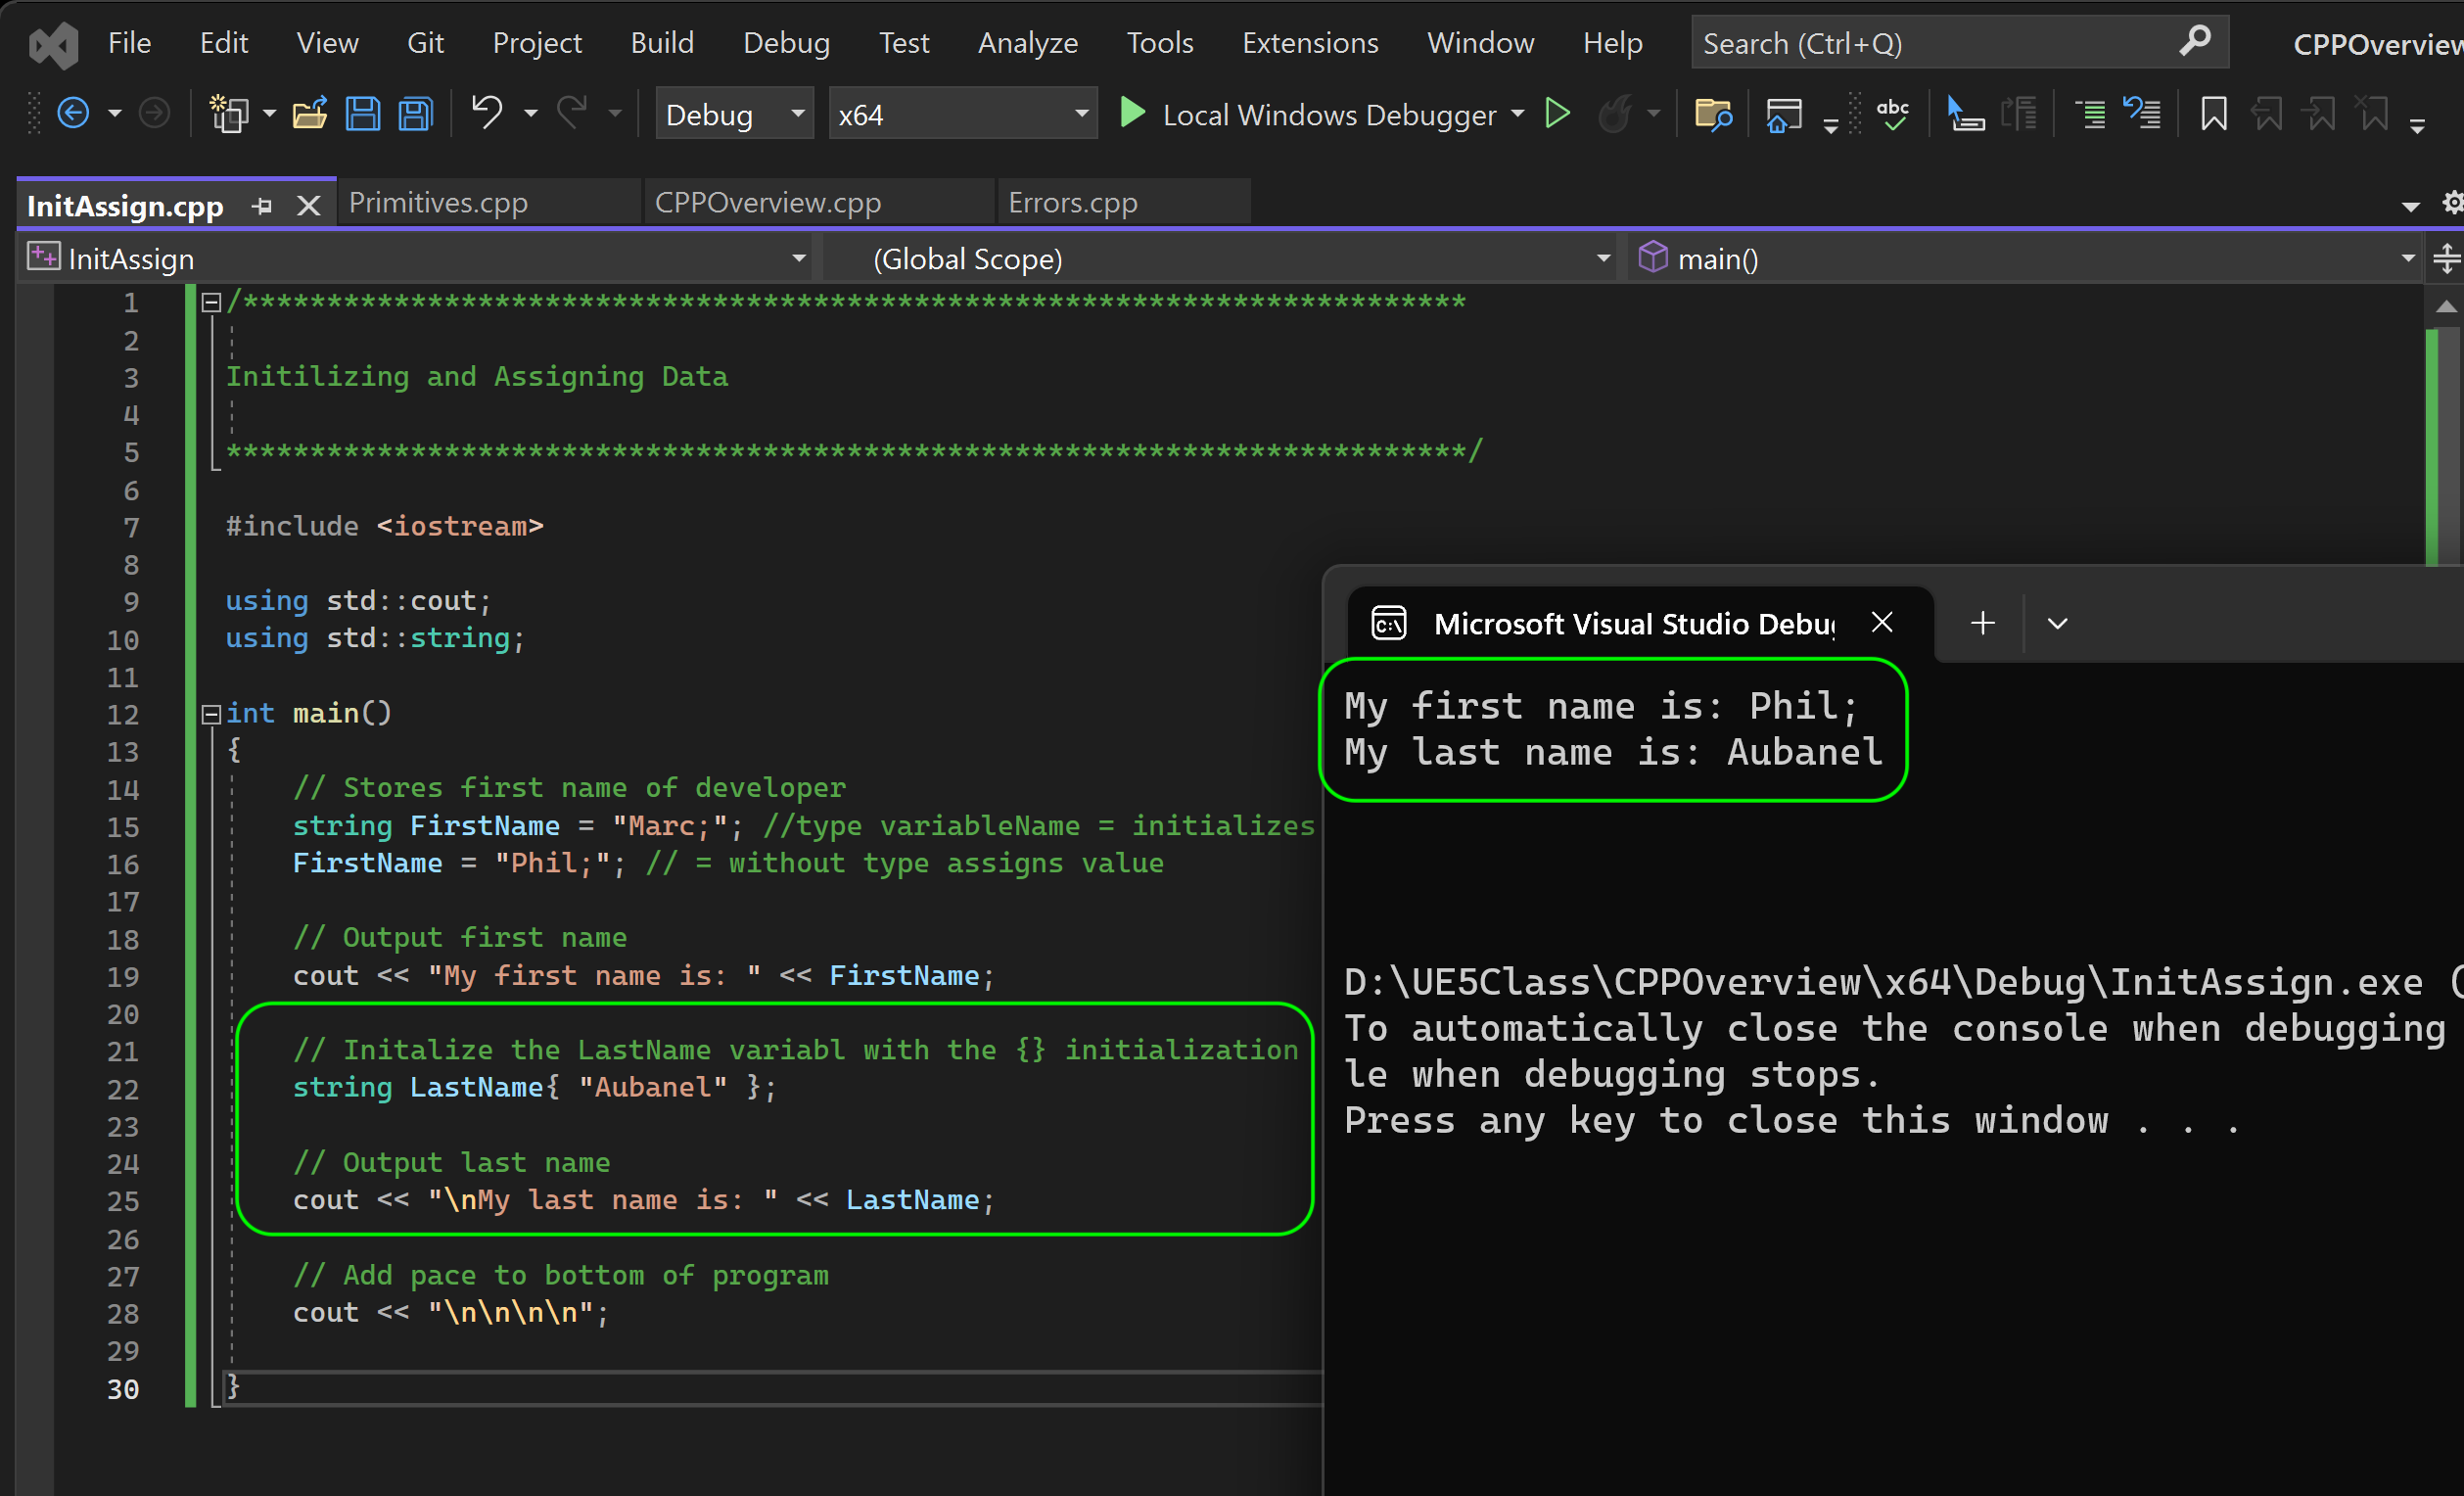 File Edit View Git Project Build Debug Test Analyze Tools Extensions Window Help Search (Ctrl+Q) CPPOverview
Debug x64 Local Windows Debugger abc
InitAssign.cpp Primitives.cpp CPPOverview.cpp Errors.cpp
InitAssign (Global Scope) main()
1 /*************************************************************************
2
3 Initilizing and Assigning Data
4
5 **************************************************************************/
6
7 #include <iostream>
8
9 using std::cout;
10 using std::string;
11
12 int main()
13 {
14 // Stores first name of developer
15 string FirstName = "Marc;"; //type variableName = initializes
16 FirstName = "Phil;"; // = without type assigns value
17
18 // Output first name
19 cout << "My first name is: " << FirstName;
20
21 // Initalize the LastName variabl with the {} initialization
22 string LastName{ "Aubanel" };
23
24 // Output last name
25 cout << "\nMy last name is: " << LastName;
26
27 // Add pace to bottom of program
28 cout << "\n\n\n\n";
29
30 }
C:\ Microsoft Visual Studio Debu
My first name is: Phil;
My last name is: Aubanel
D:\UE5Class\CPPOverview\x64\Debug\InitAssign.exe (
To automatically close the console when debugging
le when debugging stops.
Press any key to close this window . . .